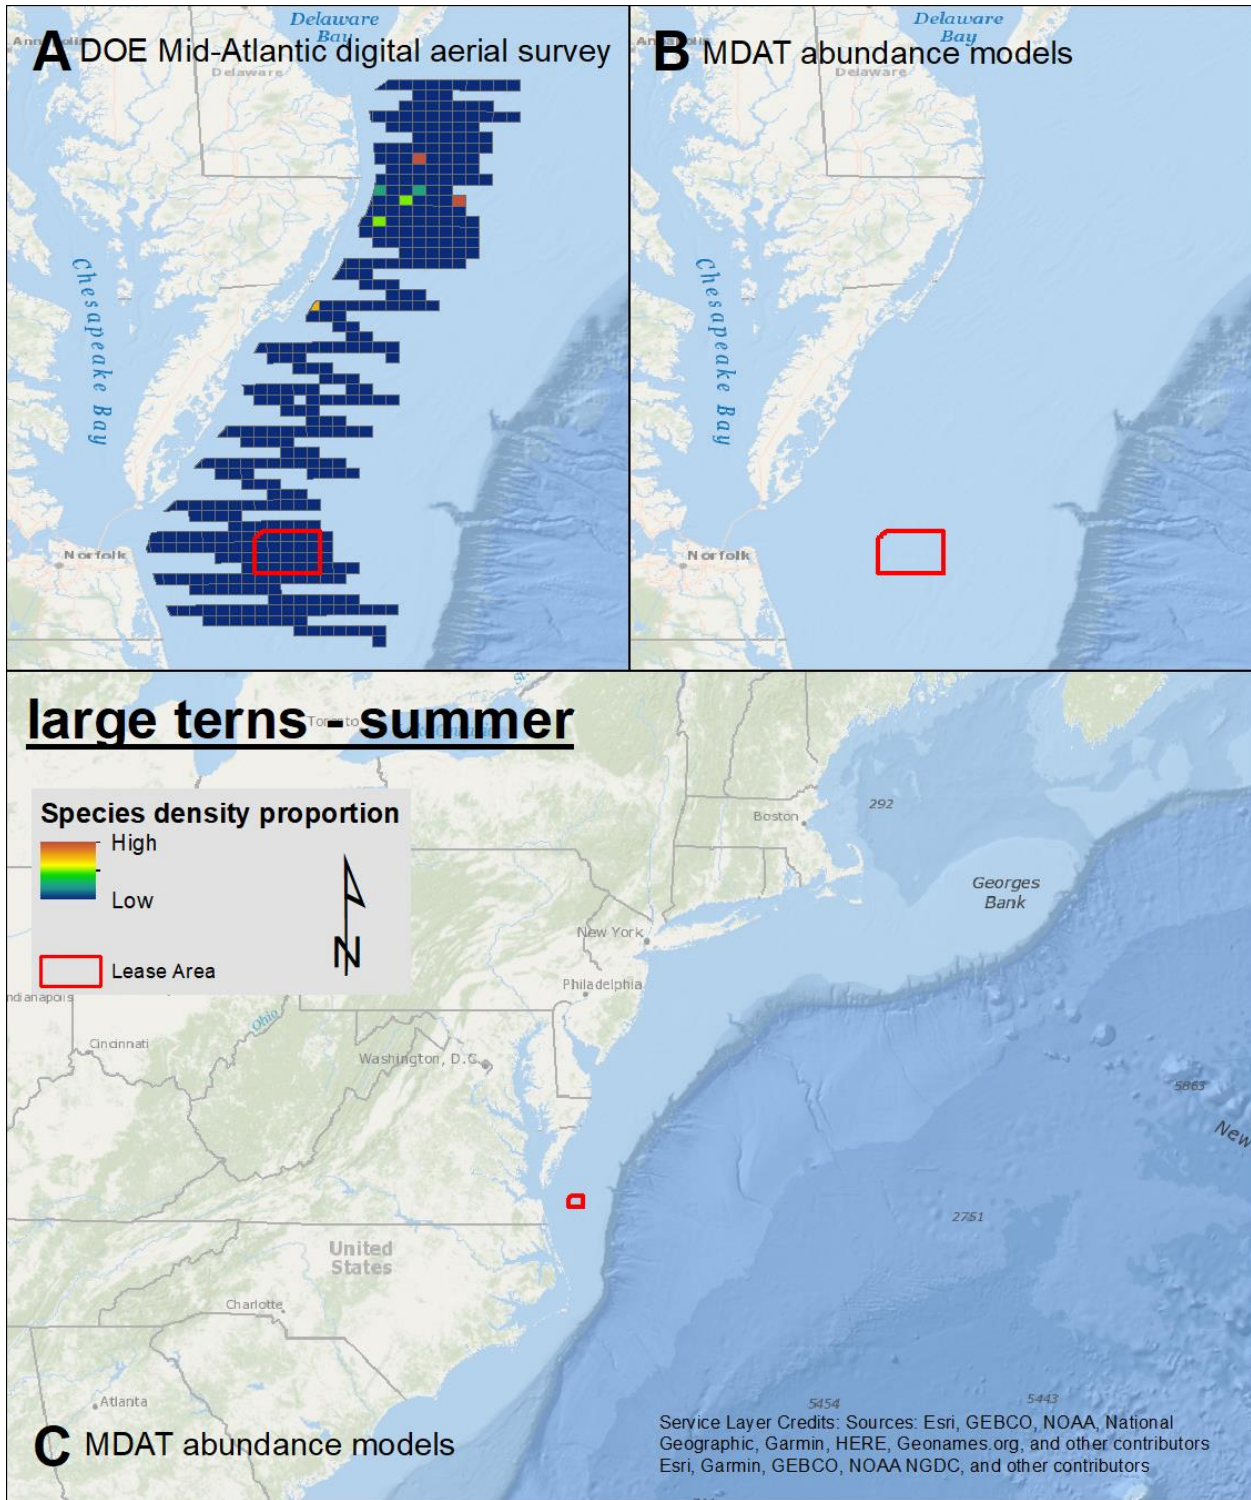 Delaware
Bay
A DOE Mid-Atlantic digital aerial survey
Delaware
Chesapeake Bay
Norfolk
Delaware
Bay
B MDAT abundance models
Delaware
Chesapeake Bay
Norfolk
large terns - summer
Toronto
Species density proportion
High
Low
N
Lease Area
292
Boston
Georges
Bank
New York
Philadelphia
ndianapolis
Ohio
Cincinnati
Washington, D.C.
5863
New
2751
United
States
Charlotte
Atlanta
5454
5443
C MDAT abundance models
Service Layer Credits: Sources: Esri, GEBCO, NOAA, National
Geographic, Garmin, HERE, Geonames.org, and other contributors
Esri, Garmin, GEBCO, NOAA NGDC, and other contributors